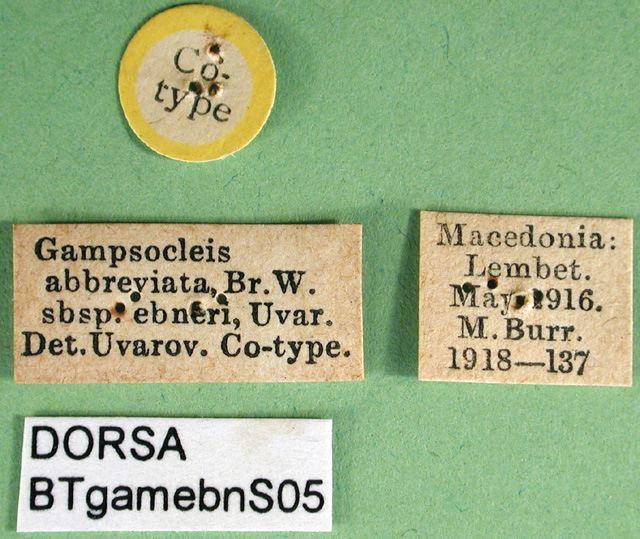 Co-
type
Gampsocleis
abbreviata, Br.W.
sbsp. ebneri, Uvar.
Det.Uvarov. Co-type.
Macedonia:
Lembet.
May 1916.
M.Burr.
1918—137
DORSA
BTgamebnS05